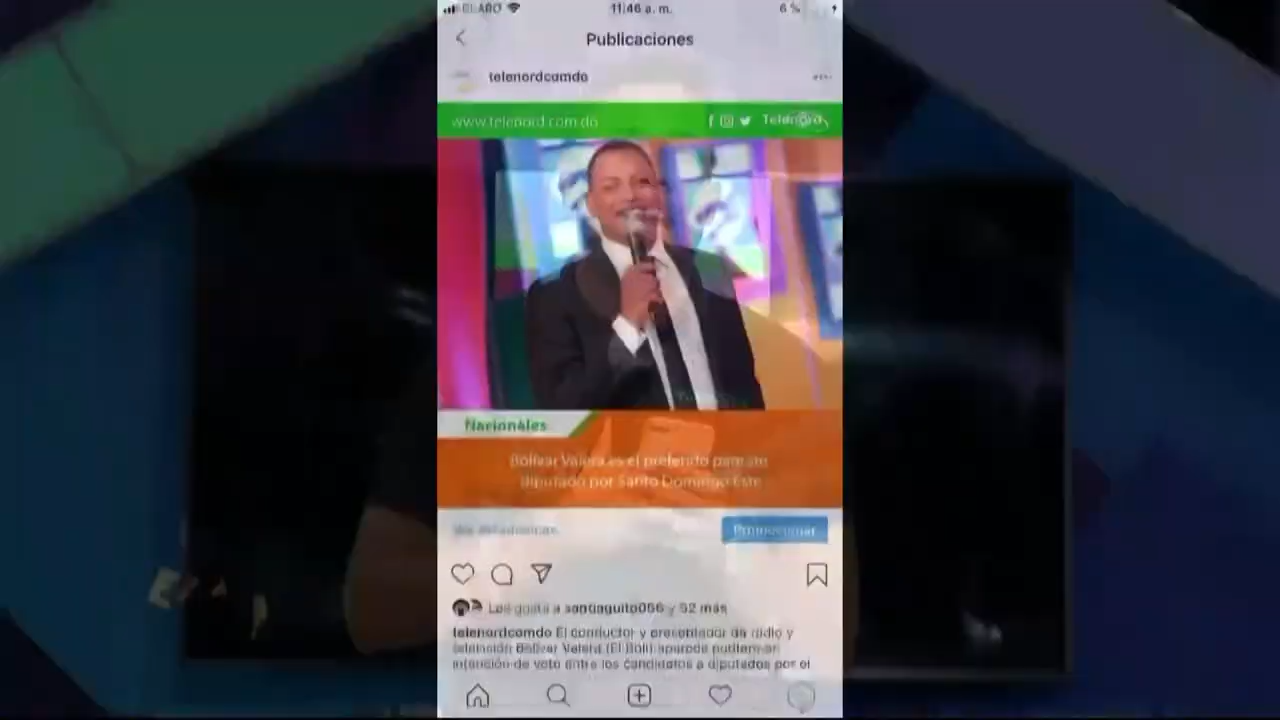 CLARO 11:46 a. m. 6 %
Publicaciones
telenordcomdo
www.telenord.com.do Telenord
Nacionales
Bolívar Valera es el preferido para ser
diputado por Santo Domingo Este
Ver estadísticas Promocionar
Les gusta a santiaguito056 y 52 más
telenordcomdo El conductor y presentador de radio y
televisión Bolívar Valera (El Boli) aparece puntero en
intención de voto entre los candidatos a diputados por el